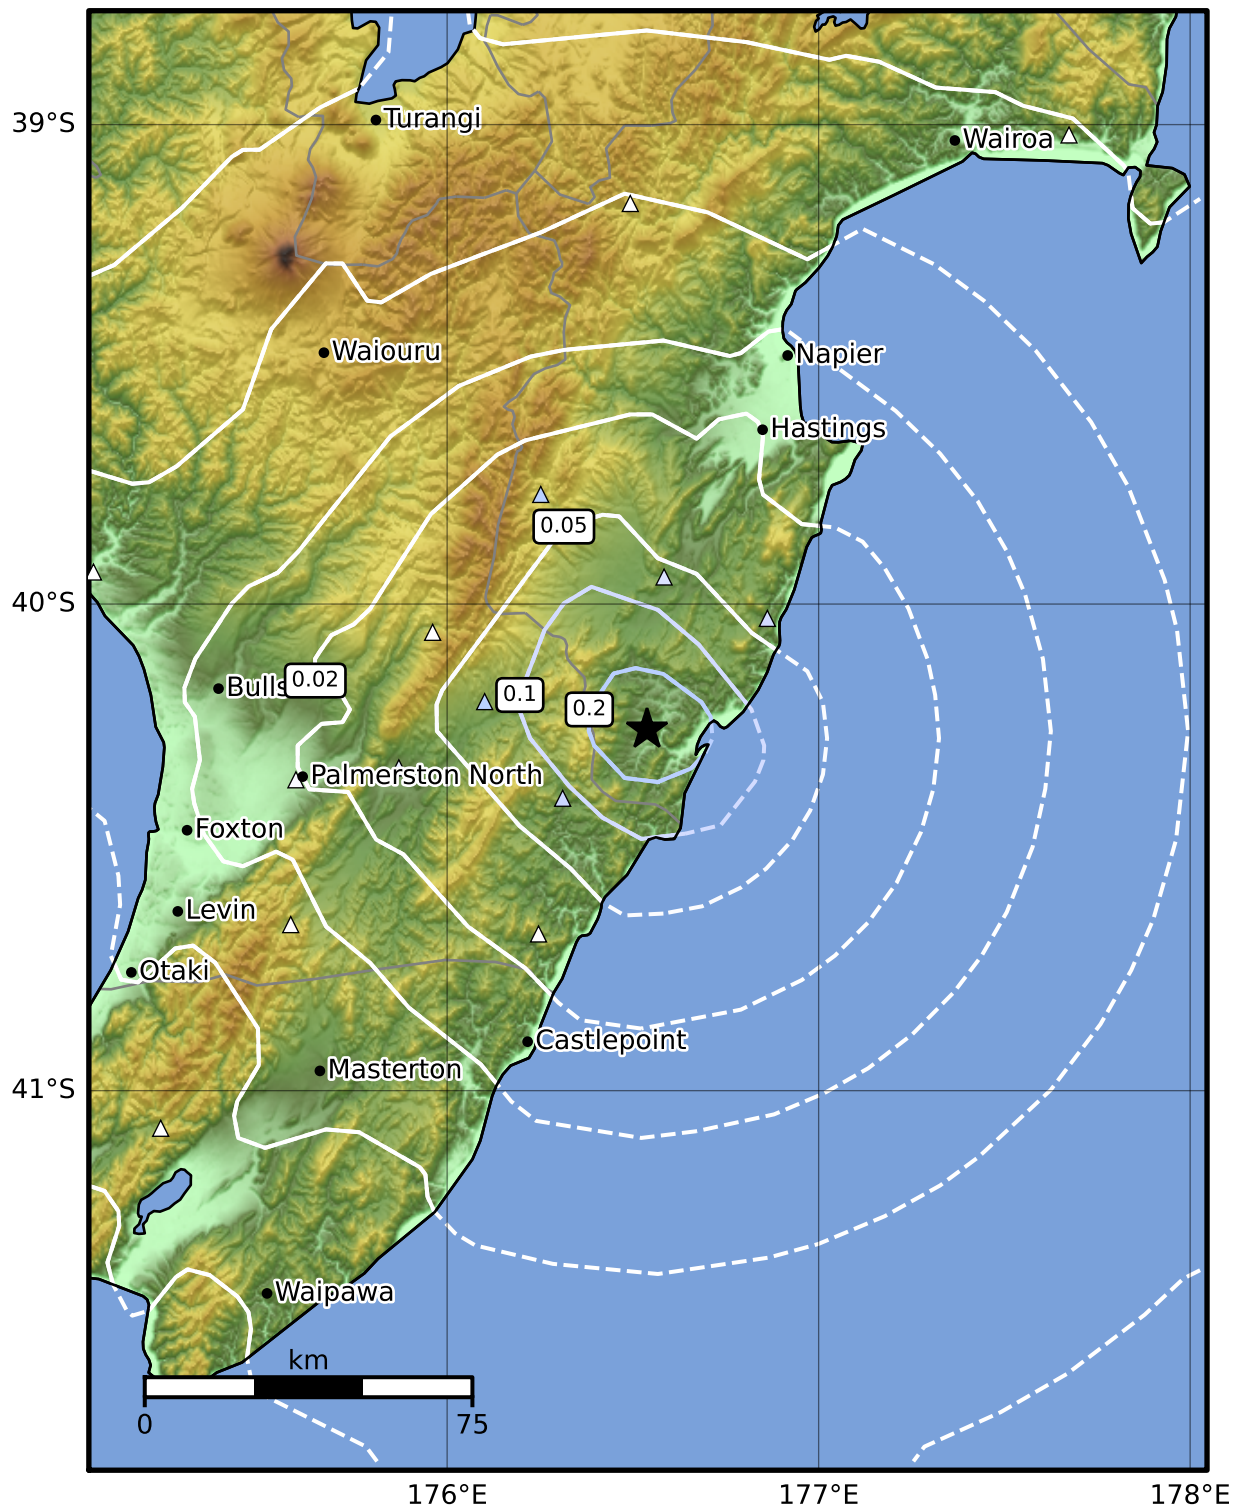 39°S
Turangi
Wairoa
Waiouru
Napier
Hastings
0.05
40°S
0.02
Bulls
0.1
0.2
Palmerston North
Foxton
Levin
Otaki
Castlepoint
Masterton
41°S
Waipawa
km
0 75
176°E 177°E 178°E